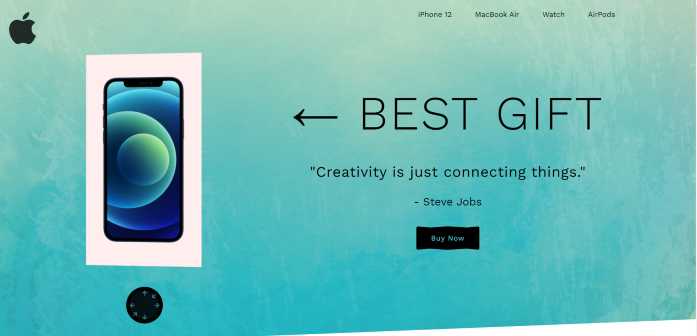 iPhone 12 MacBook Air Watch AirPods
← BEST GIFT
"Creativity is just connecting things."
- Steve Jobs
Buy Now